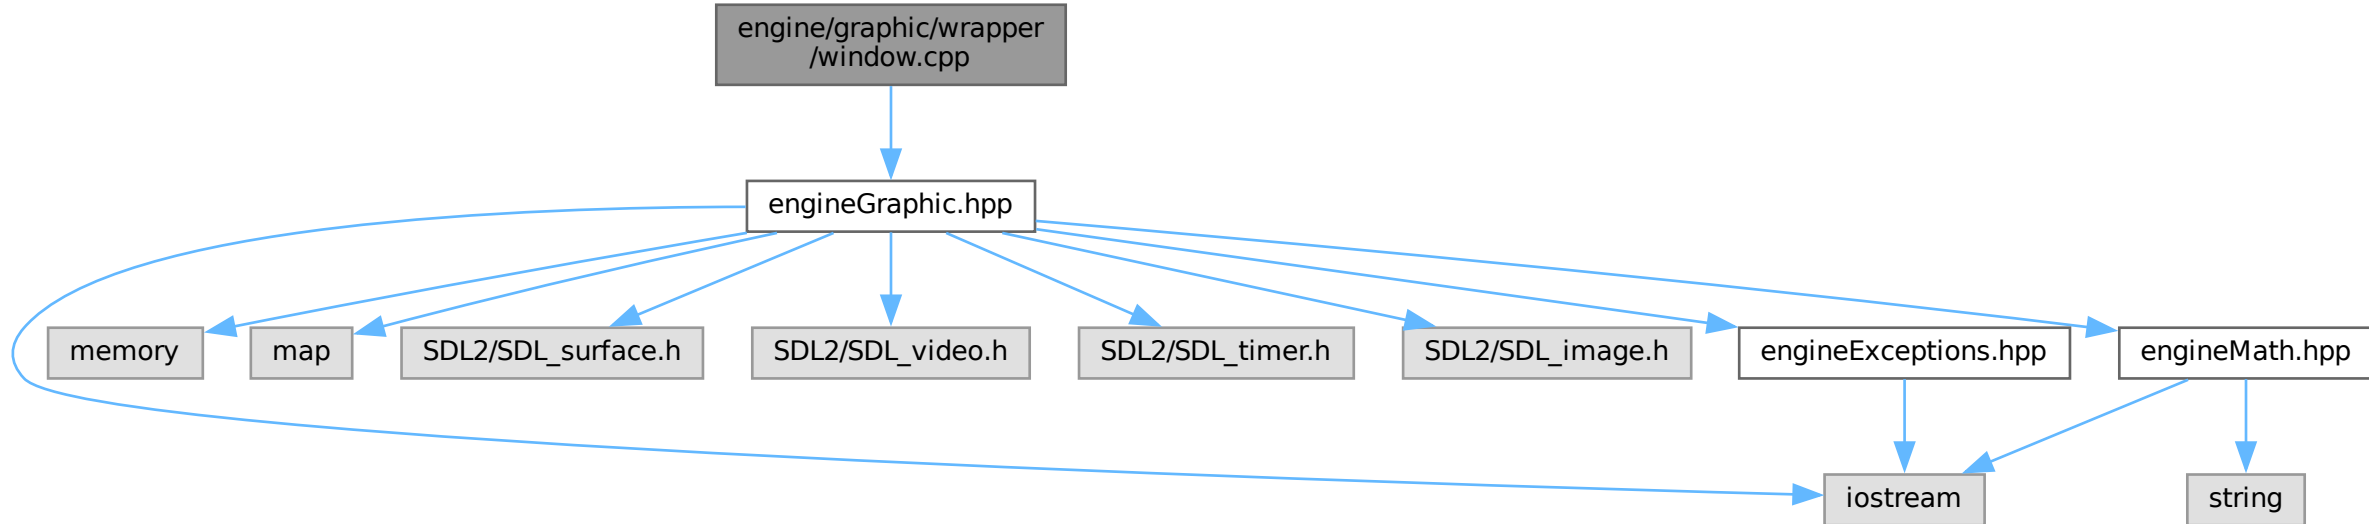 engine/graphic/wrapper
/window.cpp
engineGraphic.hpp
memory
map
SDL2/SDL_surface.h
SDL2/SDL_video.h
SDL2/SDL_timer.h
SDL2/SDL_image.h
engineExceptions.hpp
engineMath.hpp
iostream
string